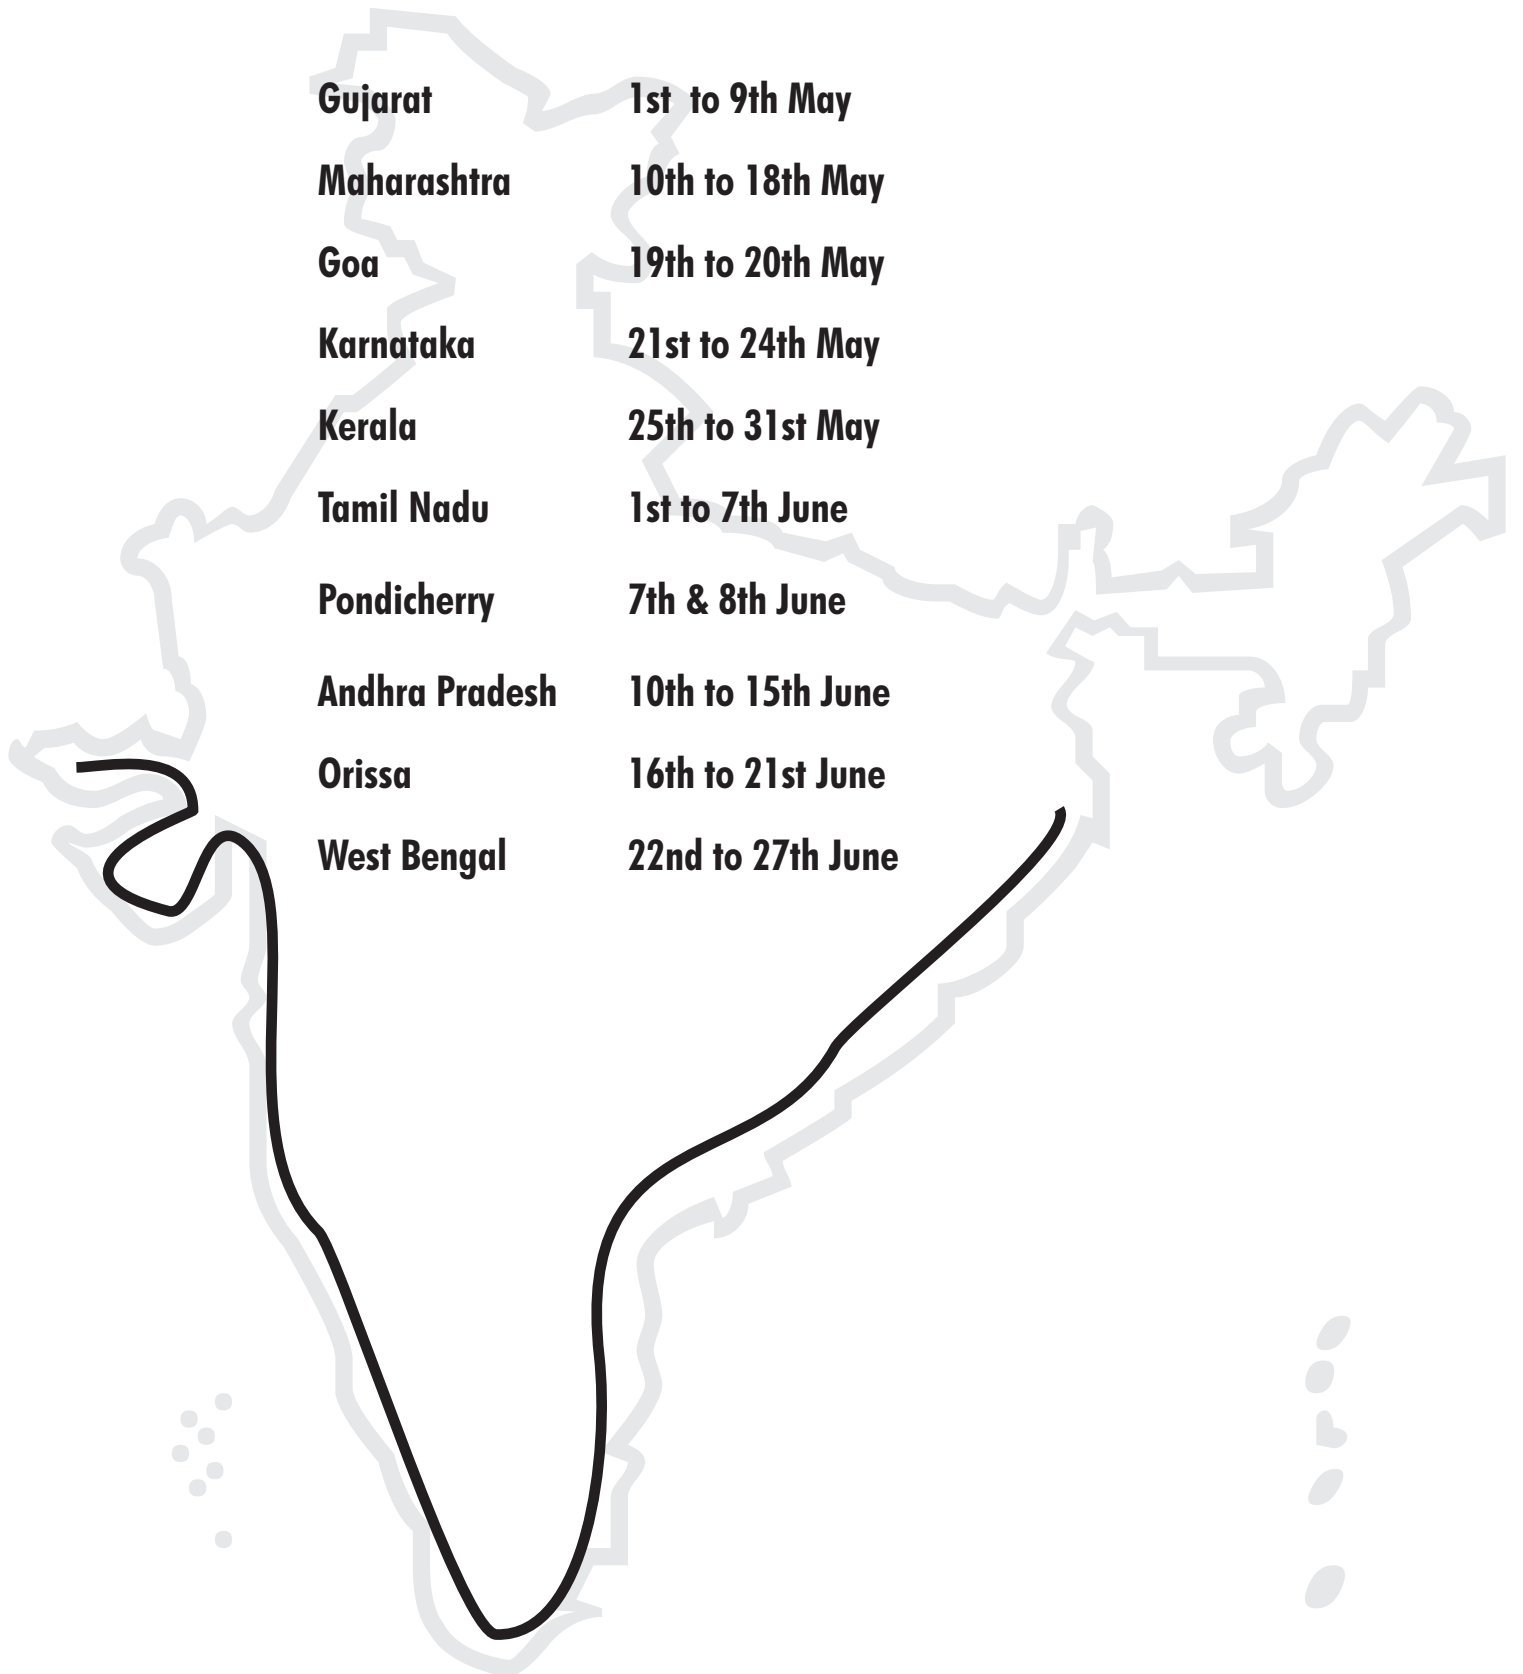 Gujarat 1st to 9th May
Maharashtra 10th to 18th May
Goa 19th to 20th May
Karnataka 21st to 24th May
Kerala 25th to 31st May
Tamil Nadu 1st to 7th June
Pondicherry 7th & 8th June
Andhra Pradesh 10th to 15th June
Orissa 16th to 21st June
West Bengal 22nd to 27th June